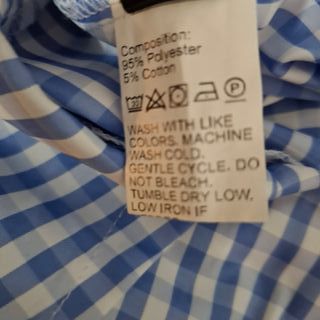 Composition:
95% Polyester
5% Cotton
WASH WITH LIKE
COLORS. MACHINE
WASH COLD.
GENTLE CYCLE. DO
NOT BLEACH.
TUMBLE DRY LOW.
LOW IRON IF